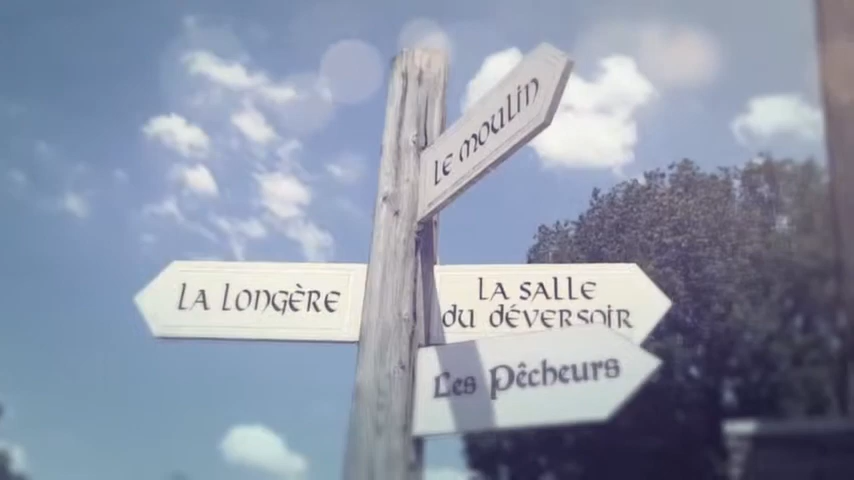 Le moulin
La Longère
La salle
du déversoir
Les Pêcheurs